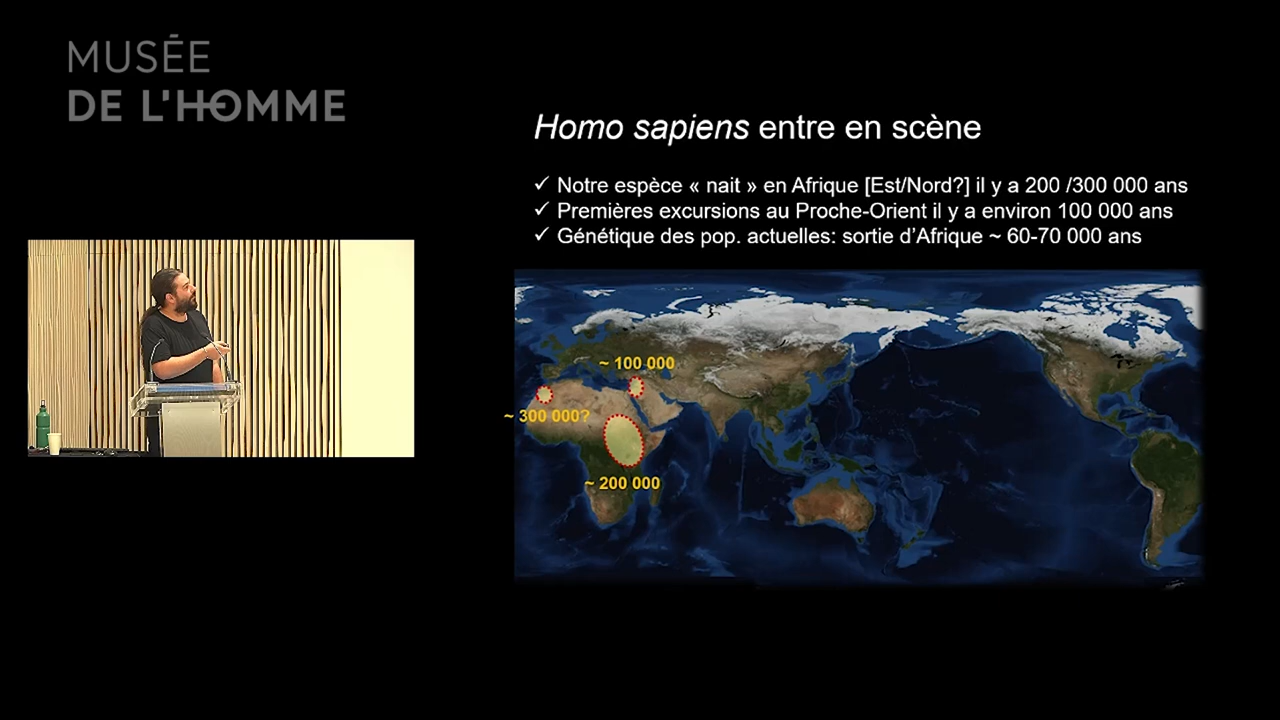 MUSÉE
DE L'HOMME
Homo sapiens entre en scène
✓ Notre espèce « nait » en Afrique [Est/Nord?] il y a 200 /300 000 ans
✓ Premières excursions au Proche-Orient il y a environ 100 000 ans
✓ Génétique des pop. actuelles: sortie d'Afrique ~ 60-70 000 ans
~ 100 000
~ 300 000?
~ 200 000